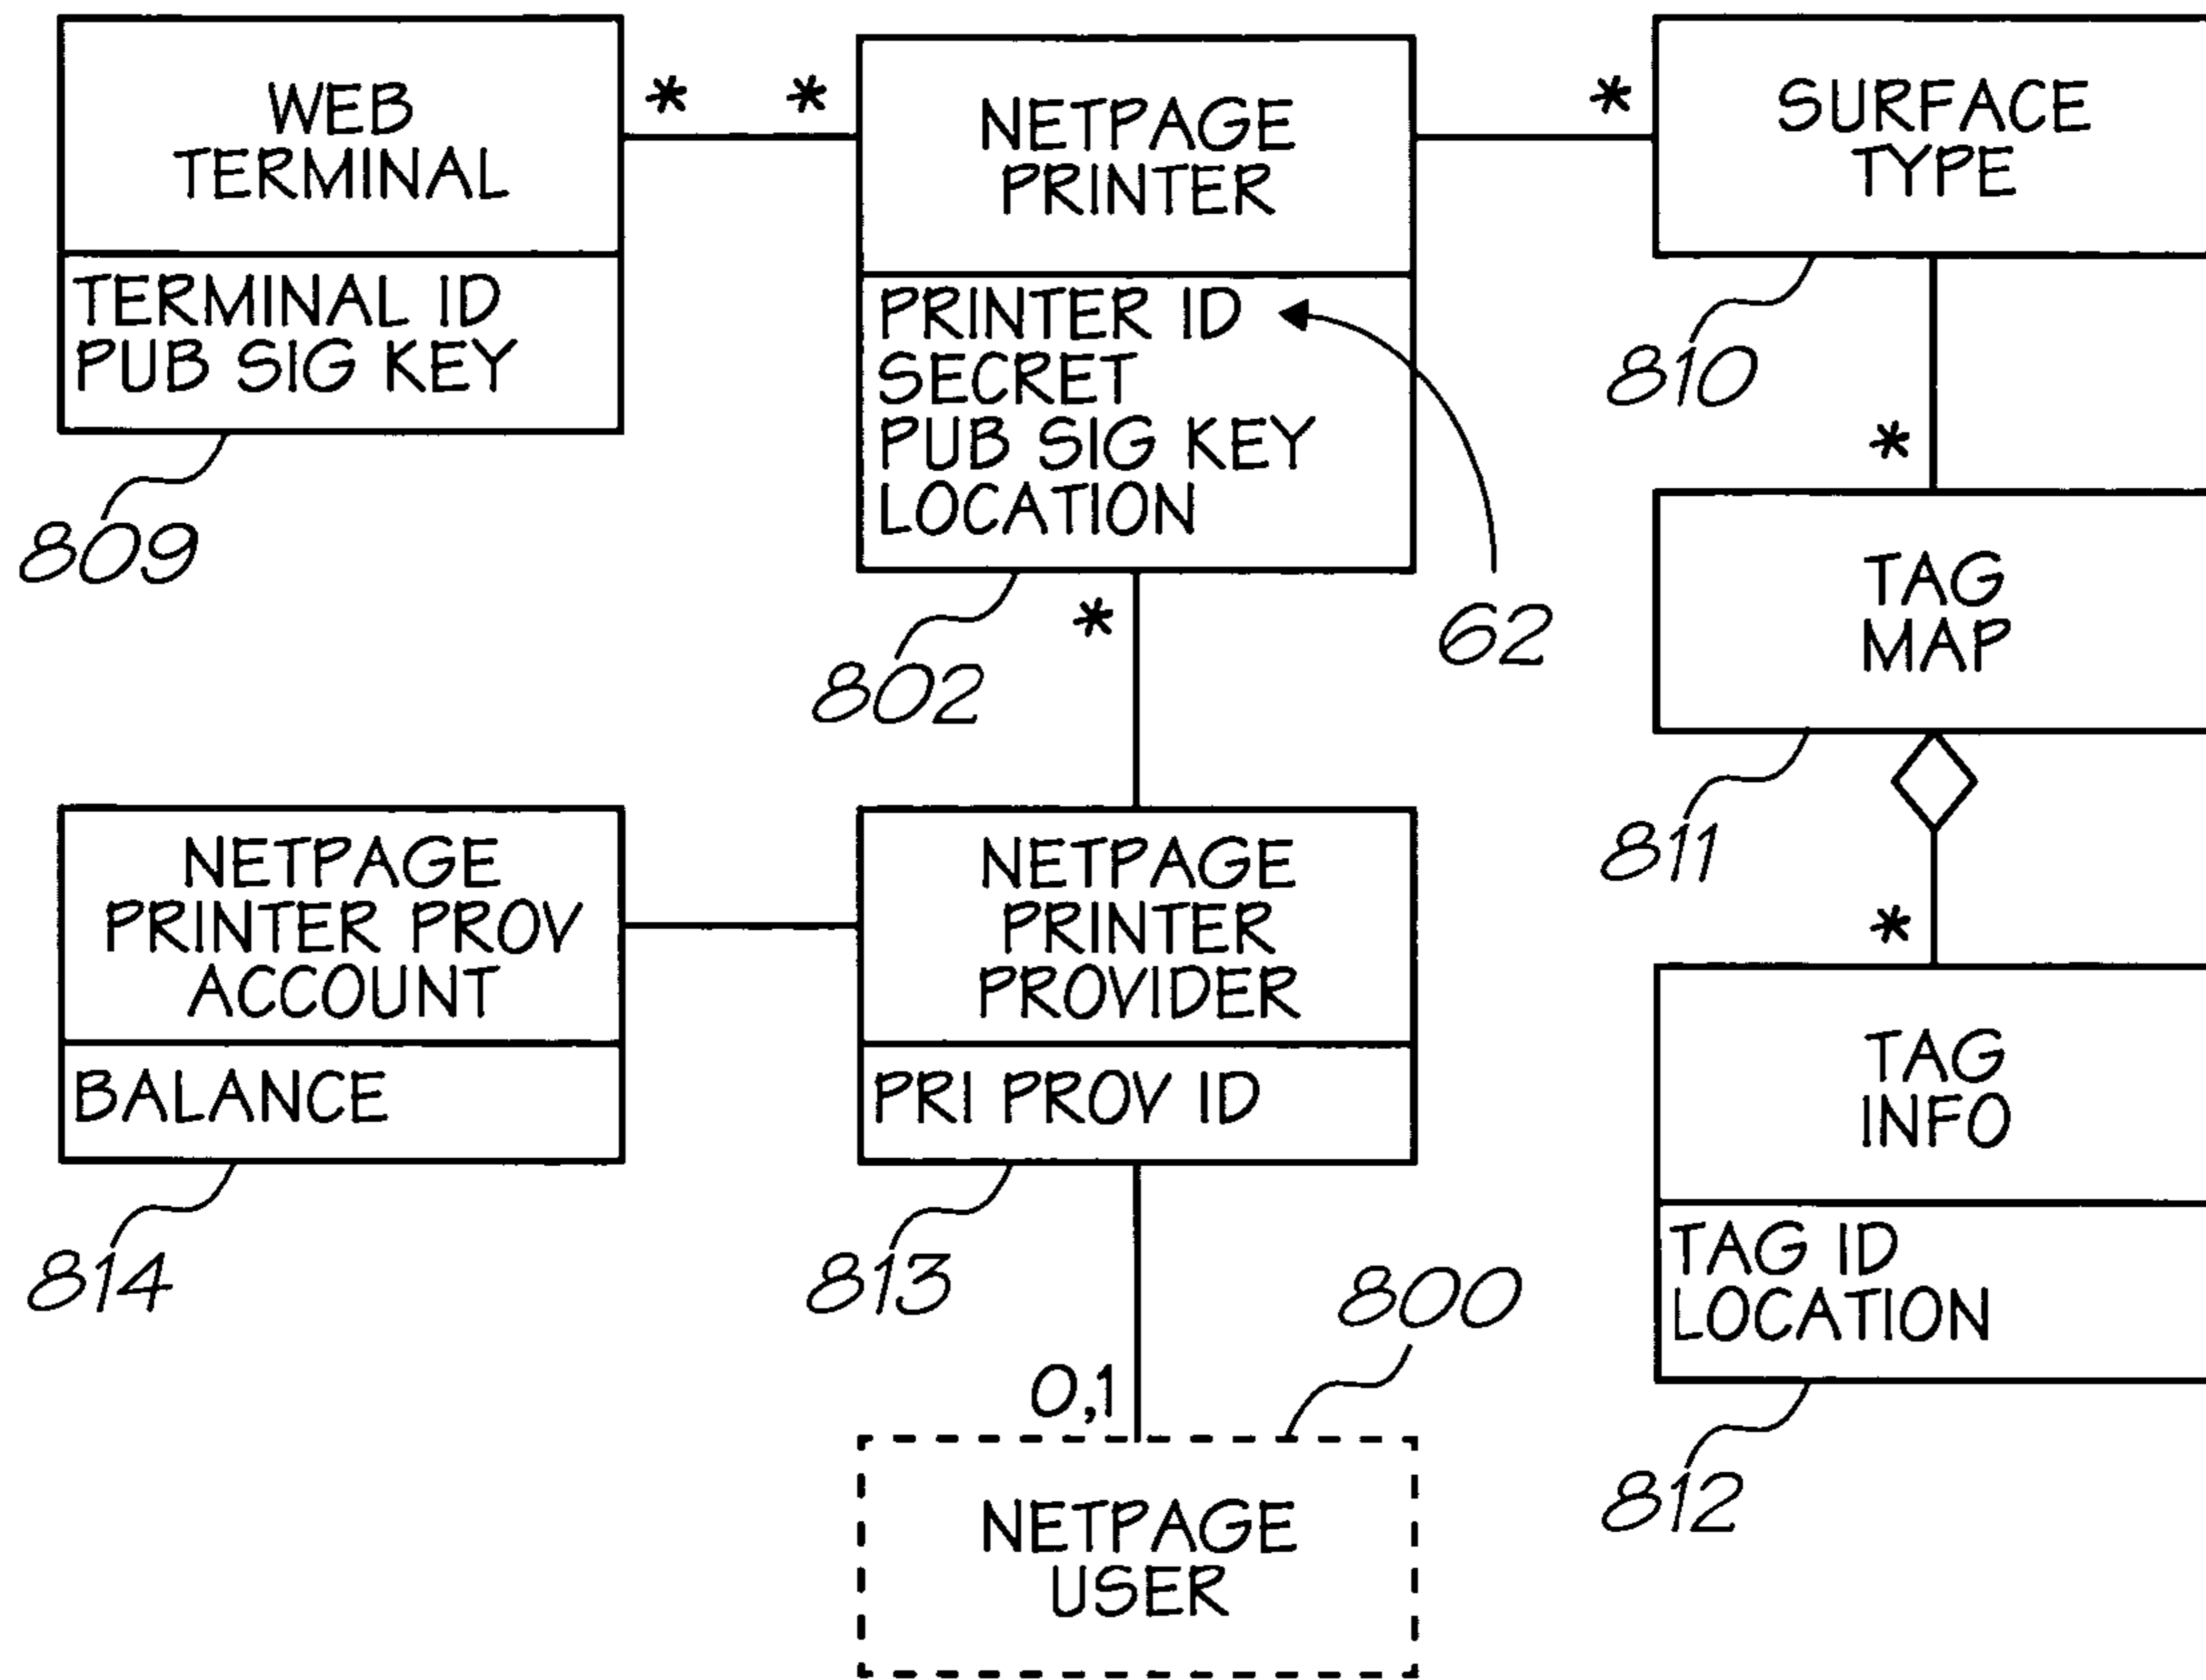 WEB
TERMINAL
TERMINAL ID
PUB SIG KEY
809
*
*
NETPAGE
PRINTER
PRINTER ID
SECRET
PUB SIG KEY
LOCATION
62
802
*
*
SURFACE
TYPE
810
*
TAG
MAP
811
*
TAG
INFO
TAG ID
LOCATION
812
NETPAGE
PRINTER PROV
ACCOUNT
BALANCE
814
NETPAGE
PRINTER
PROVIDER
PRI PROV ID
813
800
0,1
NETPAGE
USER